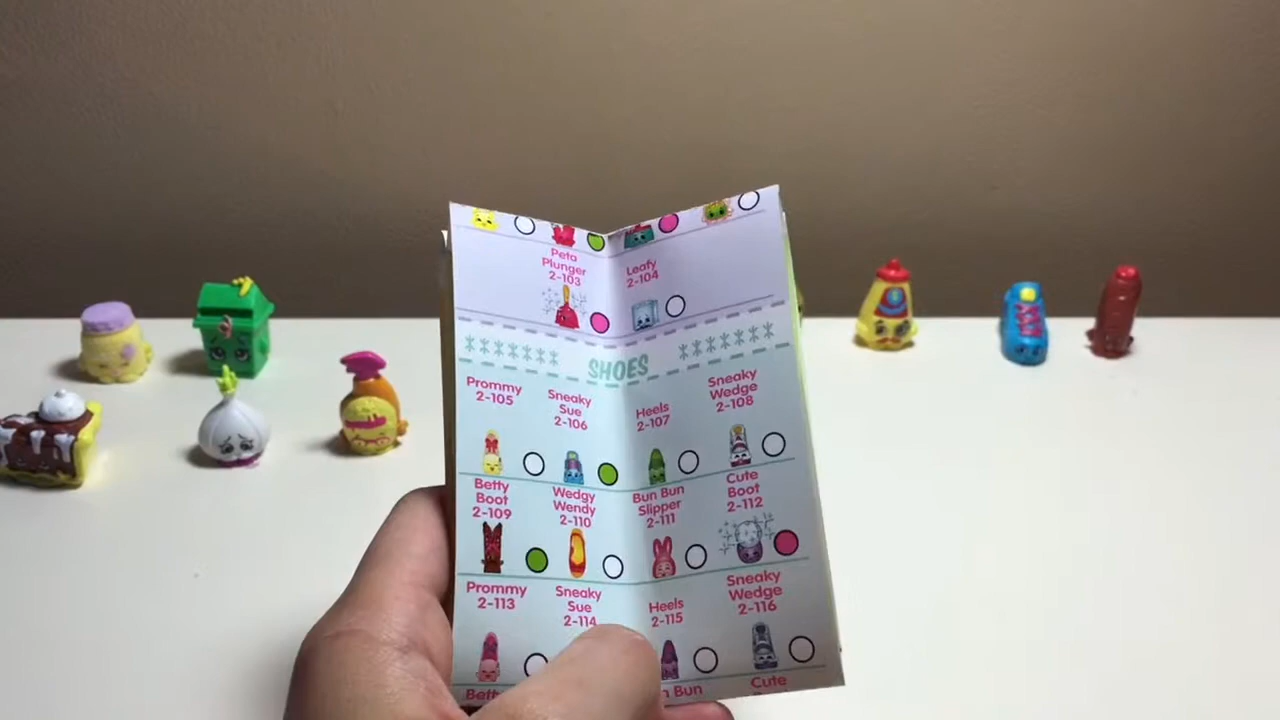 Peta
Plunger
2-103
Leafy
2-104
SHOES
Prommy
2-105
Sneaky
Sue
2-106
Heels
2-107
Sneaky
Wedge
2-108
Betty
Boot
2-109
Wedgy
Wendy
2-110
Bun Bun
Slipper
2-111
Cute
Boot
2-112
Prommy
2-113
Sneaky
Sue
2-114
Heels
2-115
Sneaky
Wedge
2-116
Bun
Cute